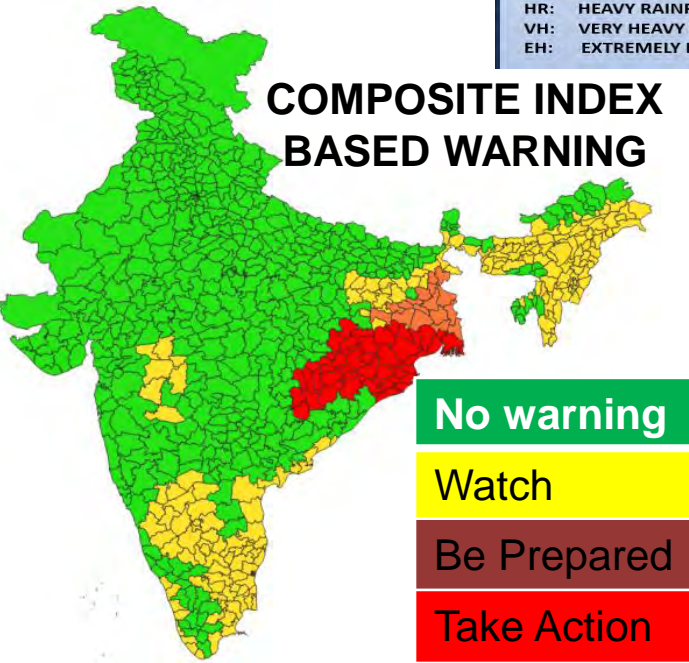 HR: HEAVY RAINF
VH: VERY HEAVY
EH: EXTREMELY
COMPOSITE INDEX
BASED WARNING
No warning
Watch
Be Prepared
Take Action